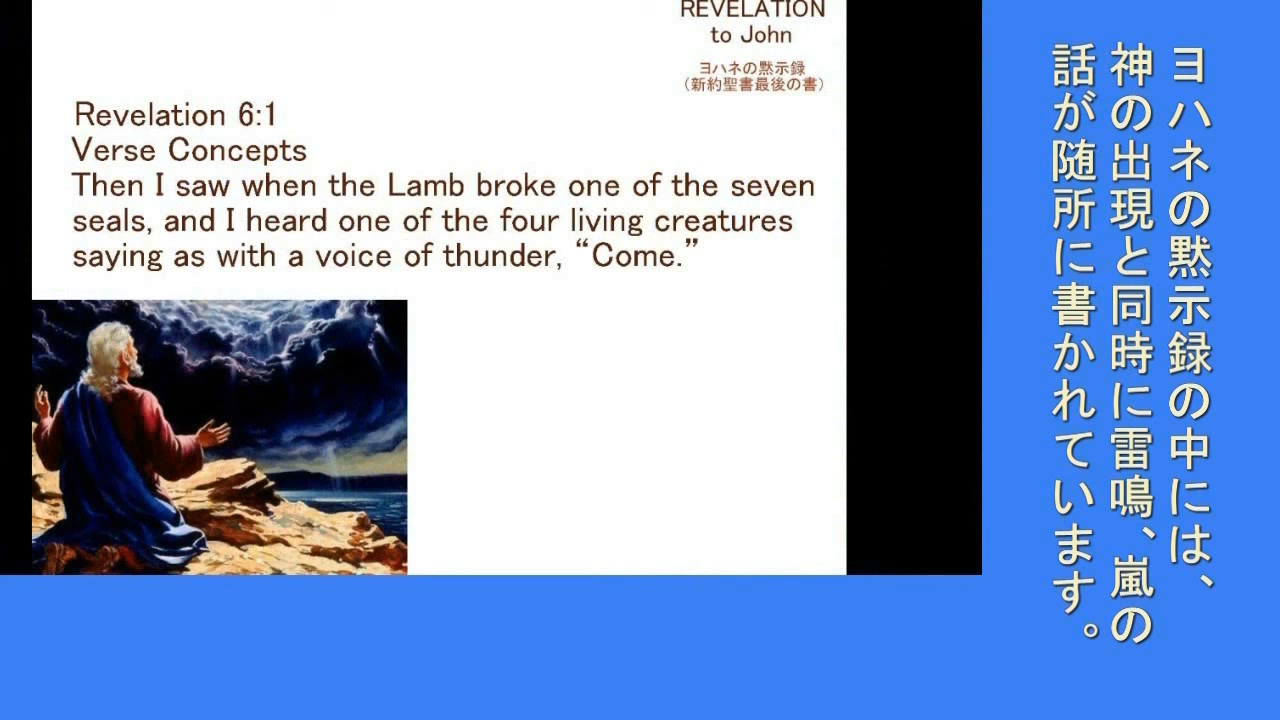 REVELATION
to John
ヨハネの黙示録
（新約聖書最後の書）
Revelation 6:1
Verse Concepts
Then I saw when the Lamb broke one of the seven
seals, and I heard one of the four living creatures
saying as with a voice of thunder, “Come.”
ヨハネの黙示録の中には、
神の出現と同時に雷鳴、嵐の
話が随所に書かれています。